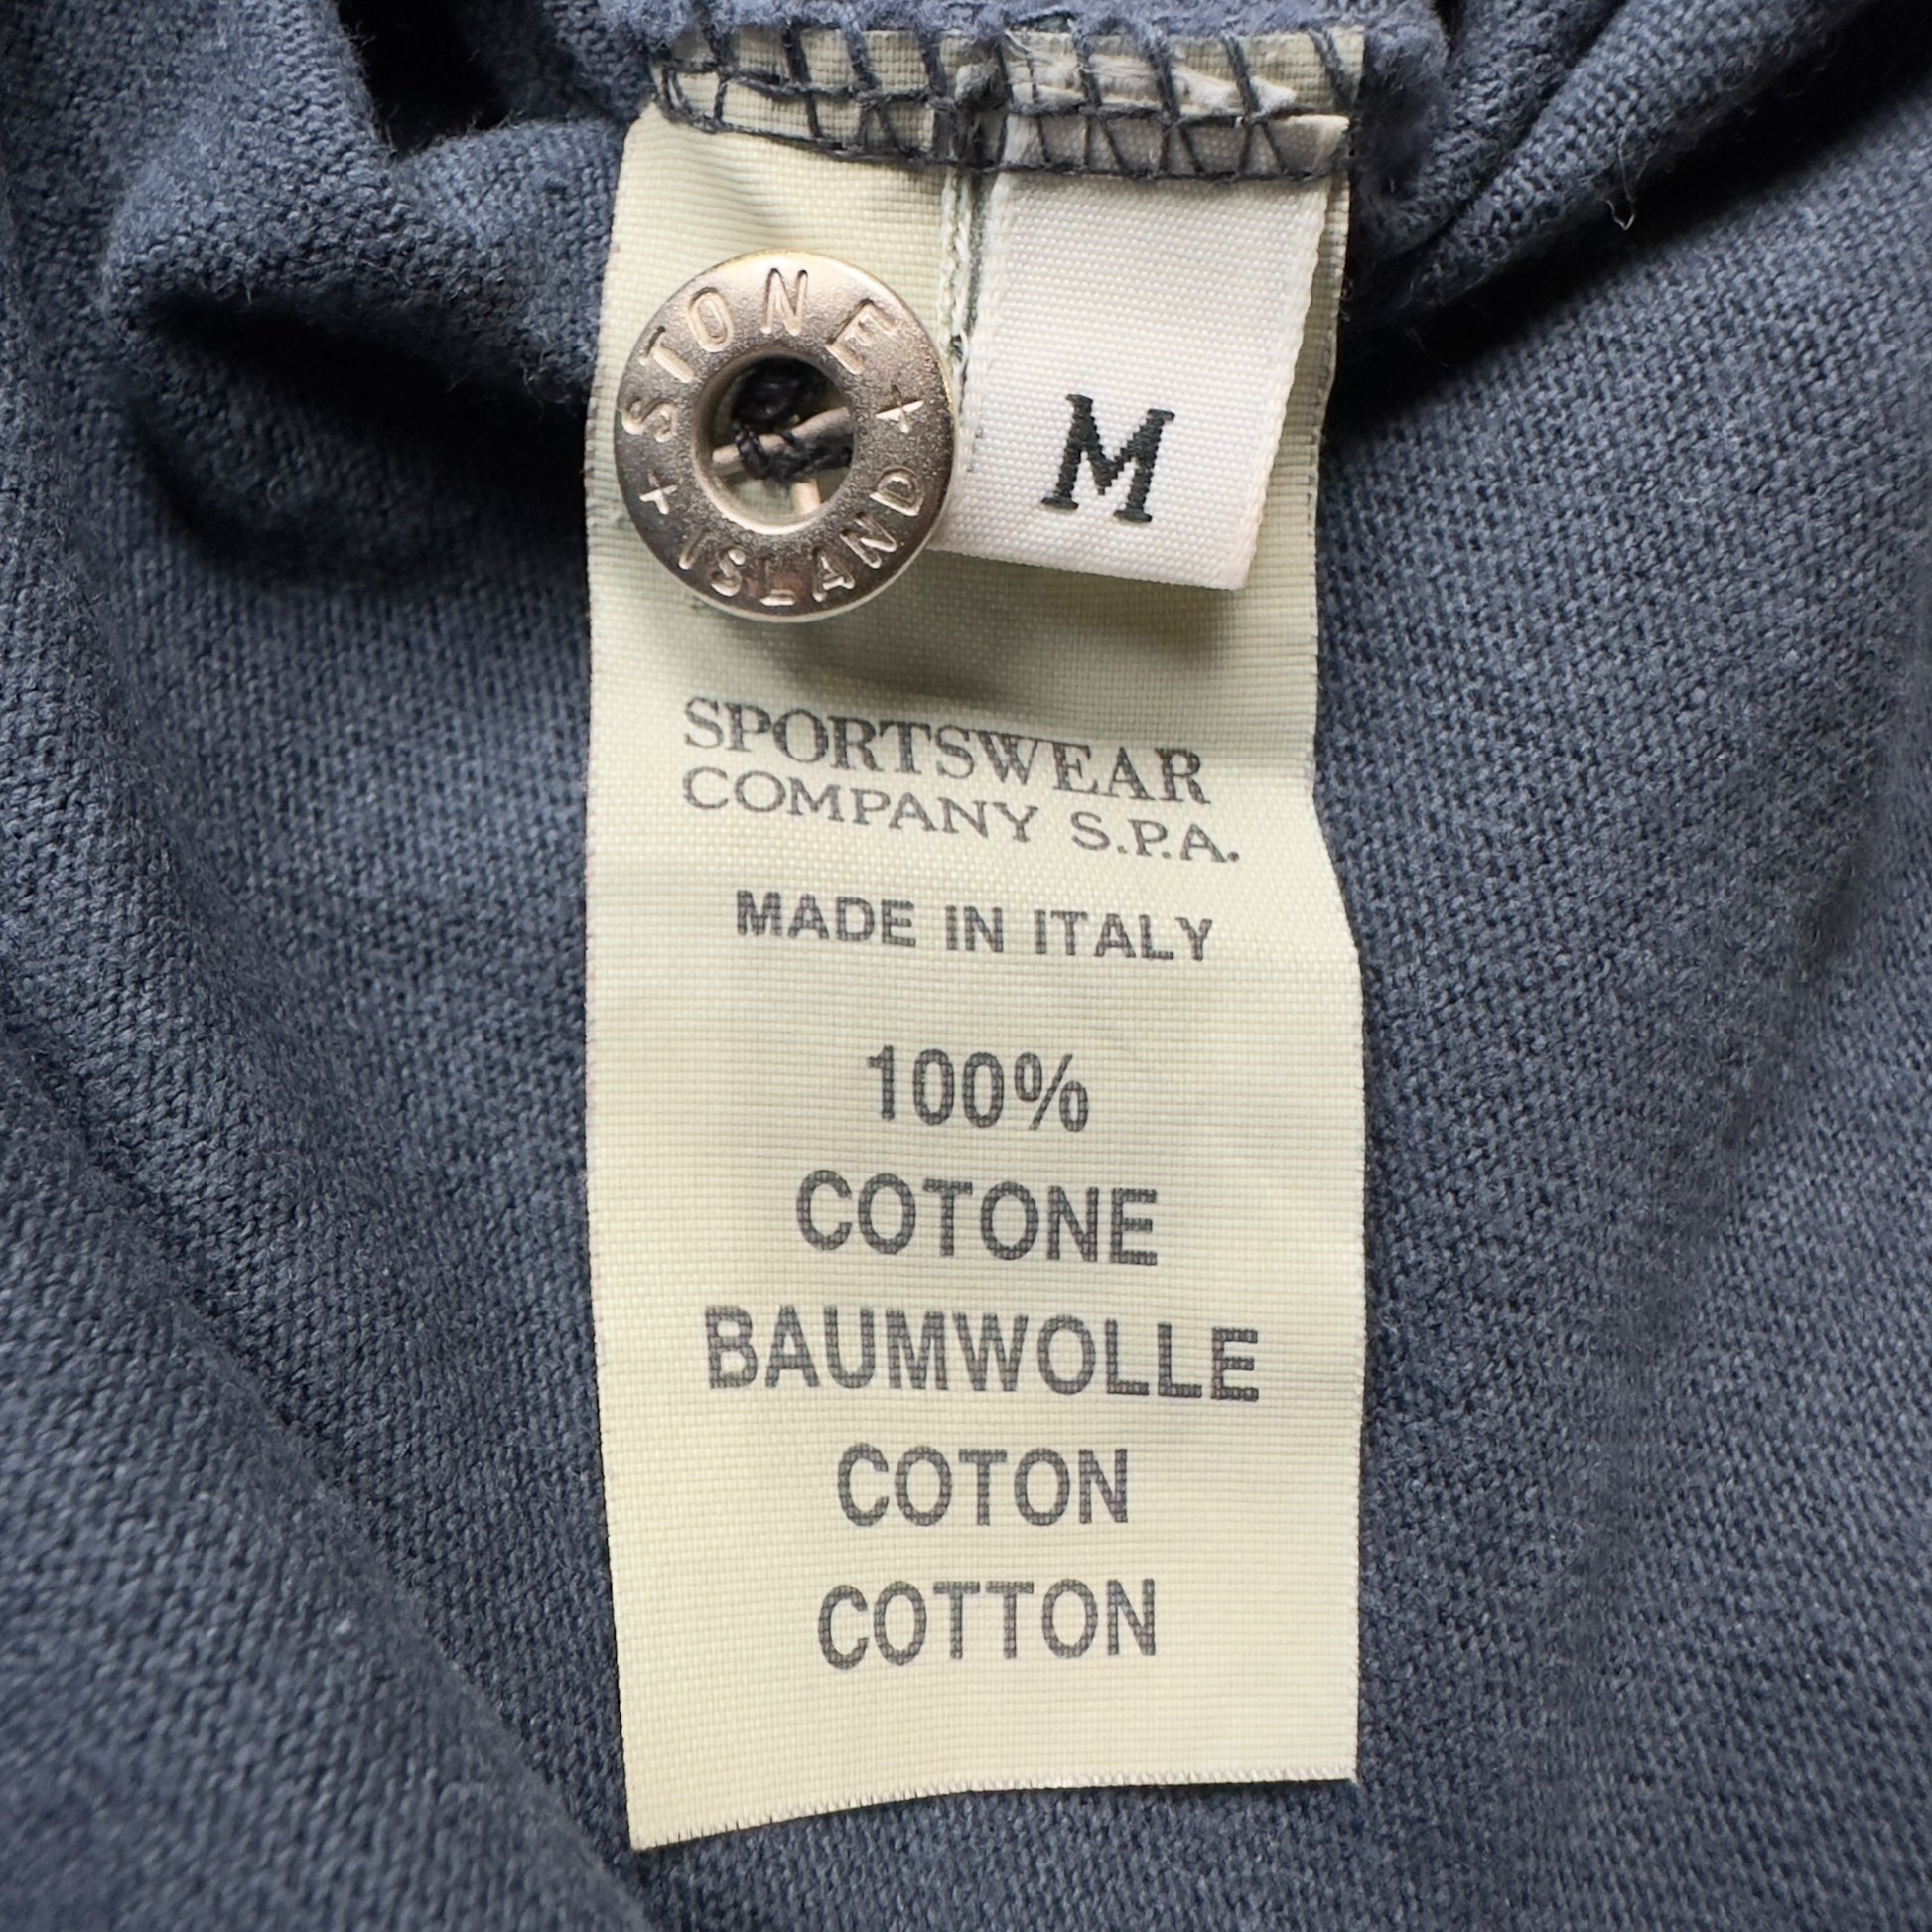 STONE
ISLAND
M
SPORTSWEAR
COMPANY S.P.A.
MADE IN ITALY
100%
COTONE
BAUMWOLLE
COTON
COTTON